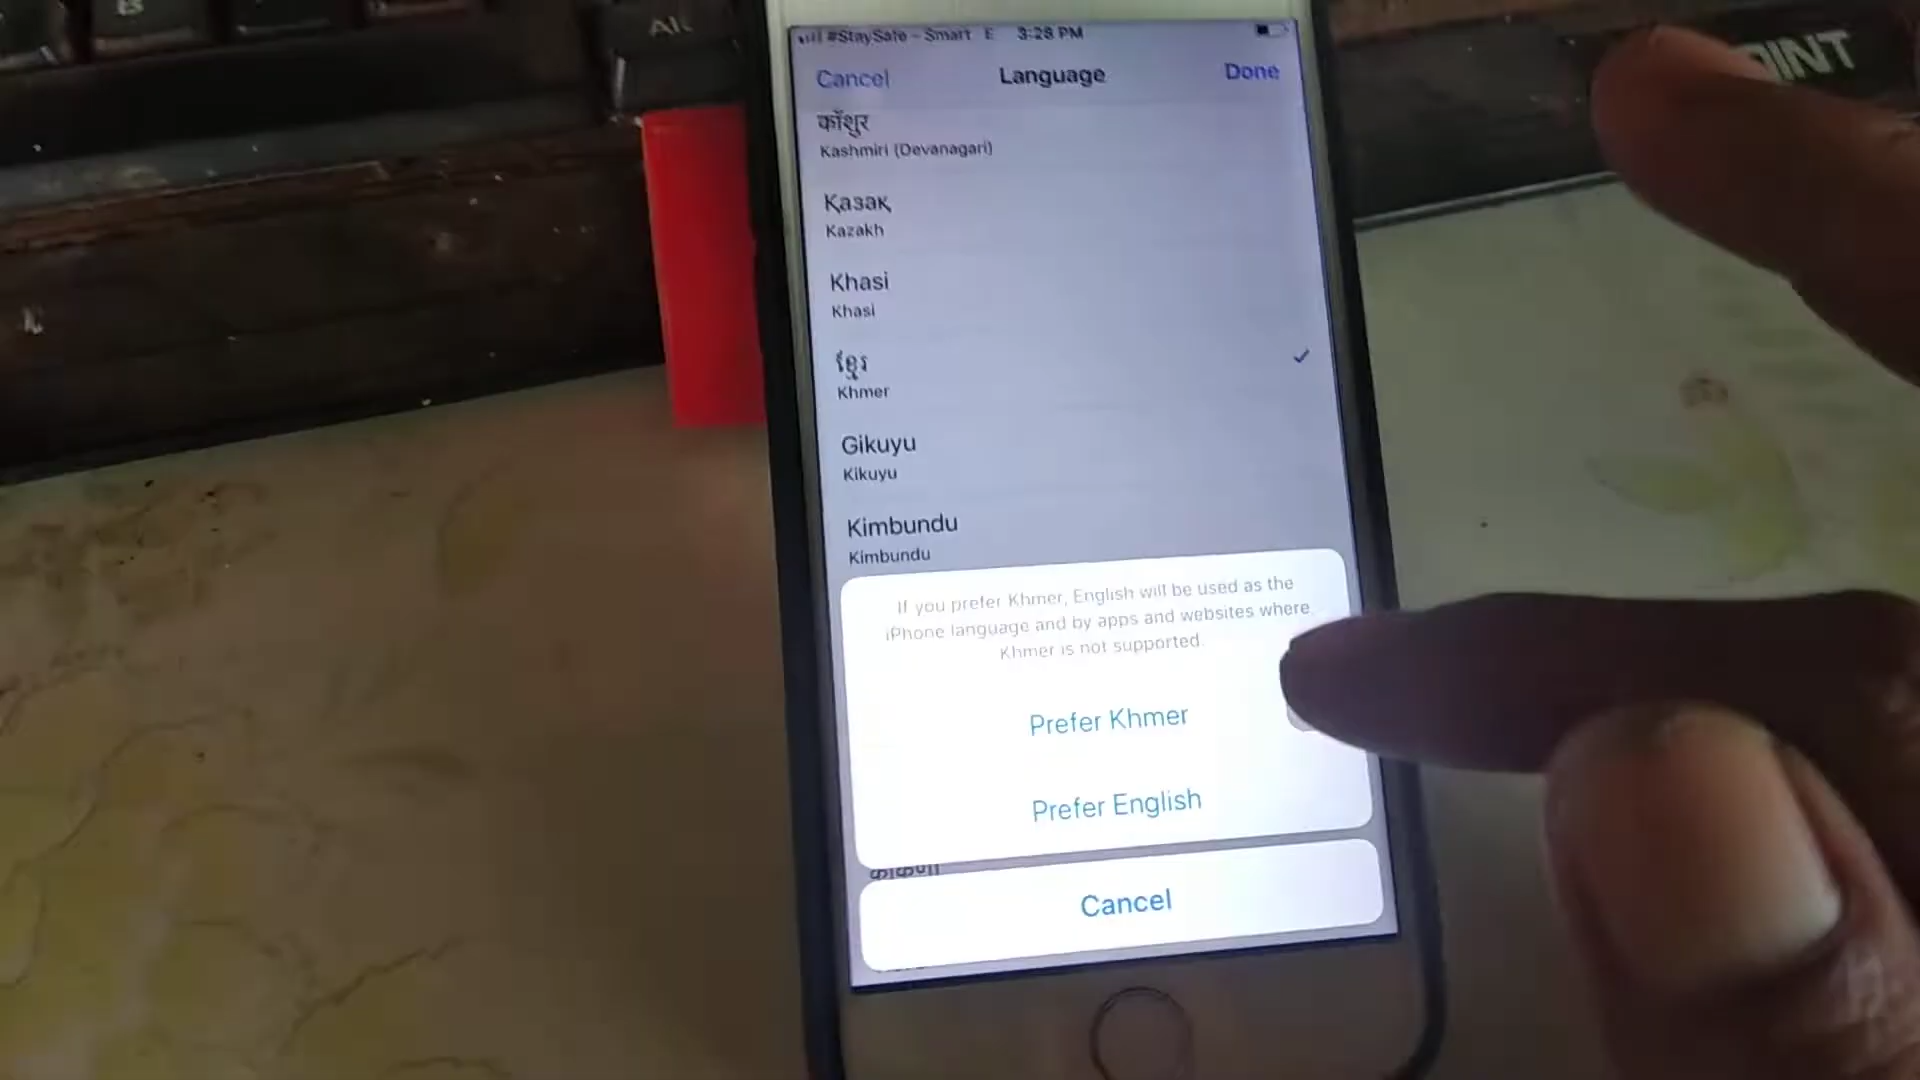 Alt
OINT
#StaySafe - Smart E 3:28 PM
Cancel Language Done
कॉशुर
Kashmiri (Devanagari)
Қазақ
Kazakh
Khasi
Khasi
ខ្មែរ
Khmer
Gikuyu
Kikuyu
Kimbundu
Kimbundu
If you prefer Khmer, English will be used as the
iPhone language and by apps and websites where
Khmer is not supported.
Prefer Khmer
Prefer English
Cancel